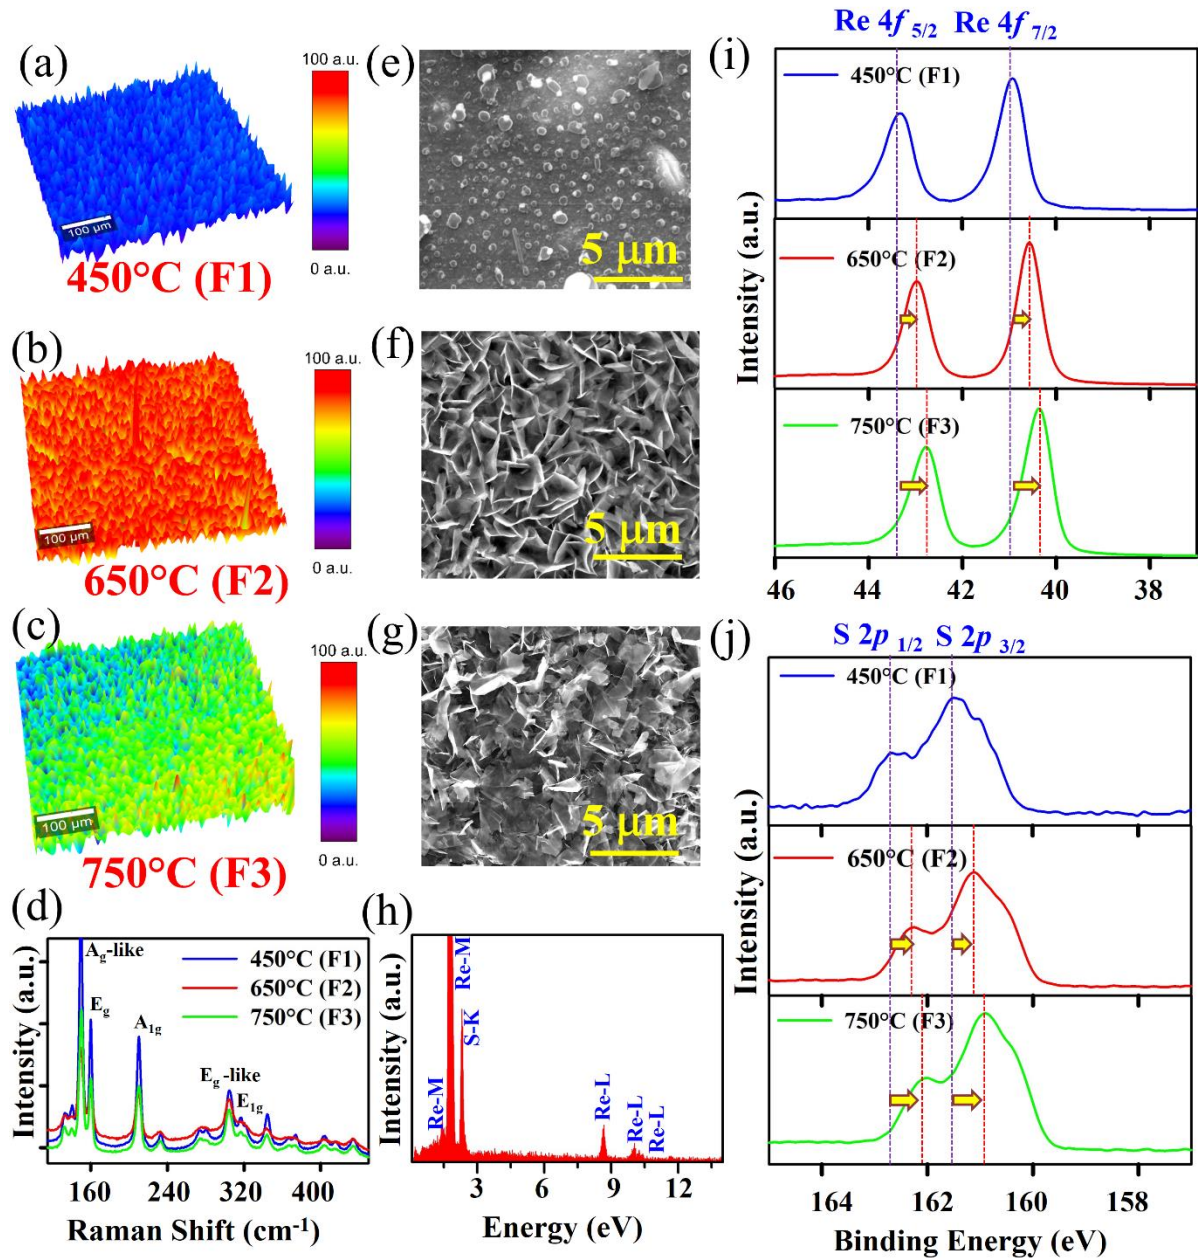 (a)
100 a.u.
0 a.u.
100 µm
450°C (F1)
(e)
5 µm
(b)
100 a.u.
0 a.u.
100 µm
650°C (F2)
(f)
5 µm
(c)
100 a.u.
0 a.u.
100 µm
750°C (F3)
(g)
5 µm
(d)
Intensity (a.u.)
Ag-like
Eg
A1g
Eg-like
E1g
450°C (F1)
650°C (F2)
750°C (F3)
160 240 320 400
Raman Shift (cm-1)
(h)
Intensity (a.u.)
Re-M
Re-M
S-K
Re-L
Re-L
Re-L
3 6 9 12
Energy (eV)
(i)
Re 4f 5/2 Re 4f 7/2
450°C (F1)
650°C (F2)
750°C (F3)
Intensity (a.u.)
46 44 42 40 38
(j)
S 2p 1/2 S 2p 3/2
450°C (F1)
650°C (F2)
750°C (F3)
Intensity (a.u.)
164 162 160 158
Binding Energy (eV)